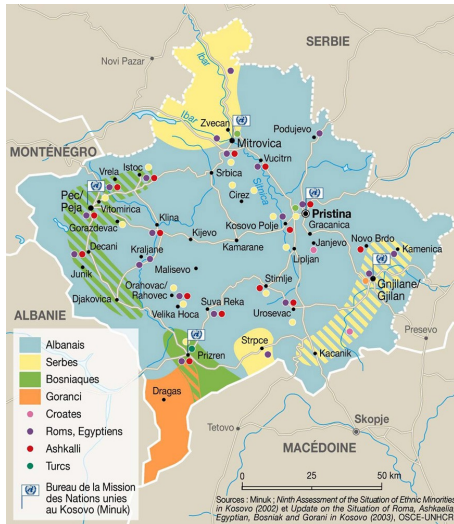 SERBIE
Novi Pazar
Ibar
Ibar
Zvecan
Podujevo
Mitrovica
MONTÉNÉGRO
Vucitrn
Istoc
Vrela
Srbica
Sitnica
Pec/
Peja
Vitomirica
Cirez
Pristina
Klina
Gorazdevac
Kosovo Polje
Gracanica
Kijevo
Kamarane
Janjevo
Novo Brdo
Decani
Kraljane
Lipljan
Kamenica
Junik
Malisevo
Gnjilane/
Gjilan
Djakovica
Orahovac/
Rahovec
Stimlje
Suva Reka
Urosevac
ALBANIE
Velika Hoca
Presevo
Strpce
Prizren
Kacanik
Dragas
Tetovo
Skopje
MACÉDOINE
Albanais
Serbes
Bosniaques
Goranci
Croates
Roms, Egyptiens
Ashkalli
Turcs
Bureau de la Mission
des Nations unies
au Kosovo (Minuk)
0 25 50 km
Sources : Minuk ; Ninth Assessment of the Situation of Ethnic Minorities
in Kosovo (2002) et Update on the Situation of Roma, Ashkaelia,
Egyptian, Bosniak and Gorani in Kosovo (2003), OSCE-UNHCR